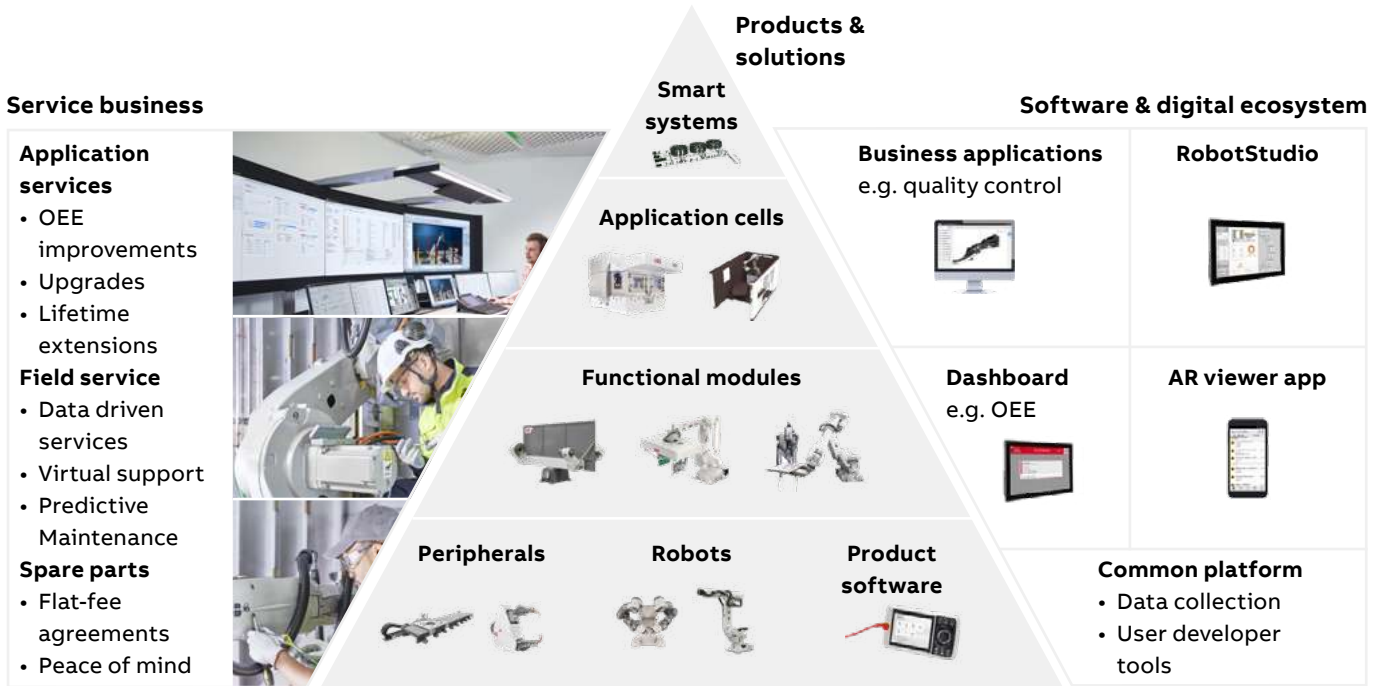 Products &
solutions
Service business
Software & digital ecosystem
Application
services
• OEE
improvements
• Upgrades
• Lifetime
extensions
Field service
• Data driven
services
• Virtual support
• Predictive
Maintenance
Spare parts
• Flat-fee
agreements
• Peace of mind
Smart
systems
Application cells
Functional modules
Peripherals
Robots
Product
software
Business applications
e.g. quality control
RobotStudio
Dashboard
e.g. OEE
AR viewer app
Common platform
• Data collection
• User developer
tools